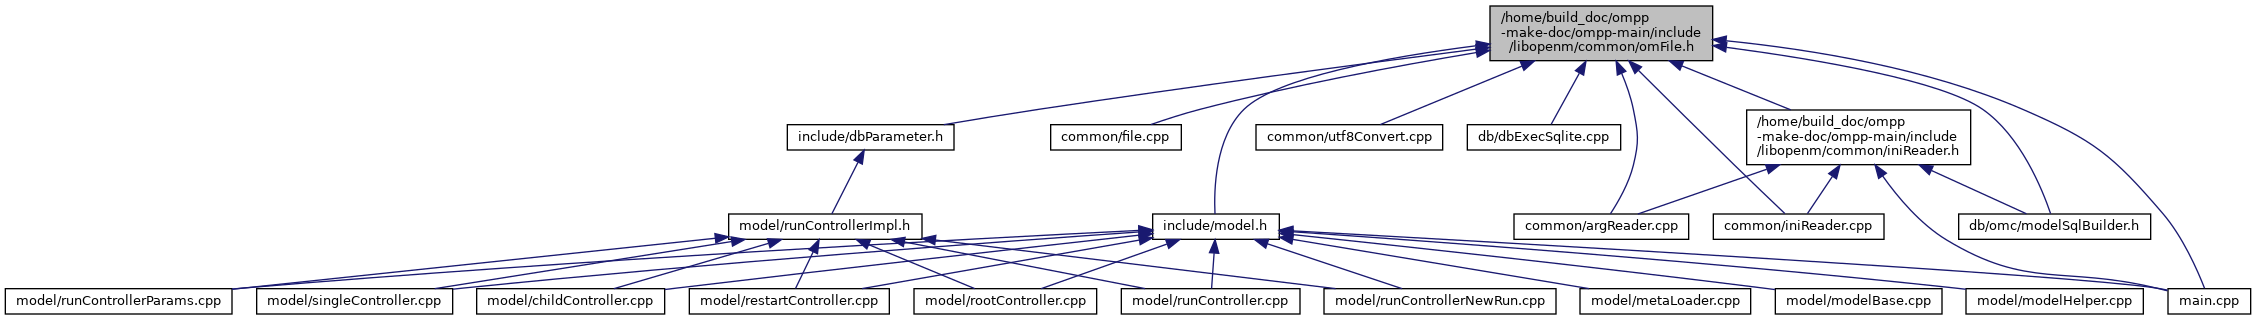 /home/build_doc/ompp
-make-doc/ompp-main/include
/libopenm/common/omFile.h
include/dbParameter.h
common/file.cpp
common/utf8Convert.cpp
db/dbExecSqlite.cpp
/home/build_doc/ompp
-make-doc/ompp-main/include
/libopenm/common/iniReader.h
model/runControllerImpl.h
include/model.h
common/argReader.cpp
common/iniReader.cpp
db/omc/modelSqlBuilder.h
model/runControllerParams.cpp
model/singleController.cpp
model/childController.cpp
model/restartController.cpp
model/rootController.cpp
model/runController.cpp
model/runControllerNewRun.cpp
model/metaLoader.cpp
model/modelBase.cpp
model/modelHelper.cpp
main.cpp